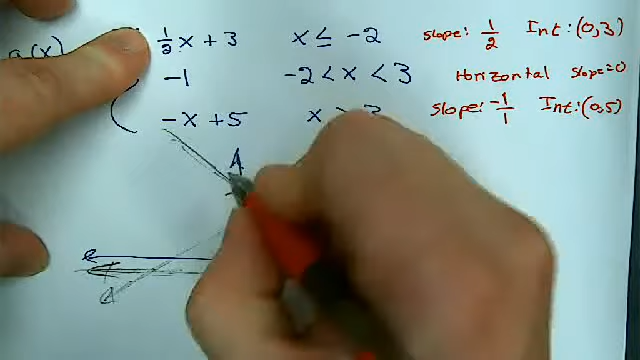 g(x) ½x + 3 x ≤ -2 slope: 1/2 Int: (0,3)
-1 -2 < x < 3 Horizontal slope=0
-x + 5 x slope: -1/1 Int: (0,5)